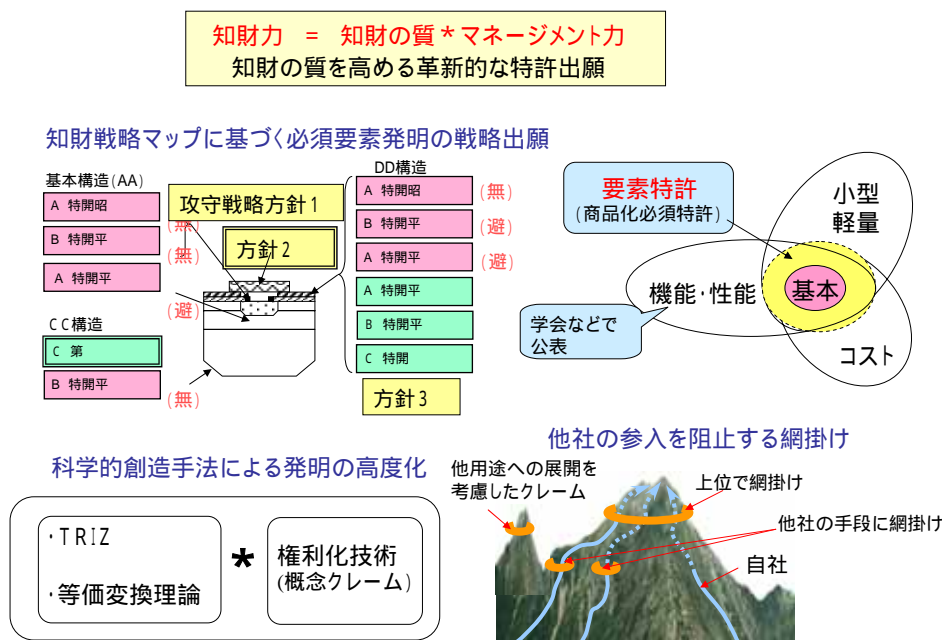 知財力 = 知財の質*マネージメント力
知財の質を高める革新的な特許出願
知財戦略マップに基づく必須要素発明の戦略出願
基本構造(AA)
A 特開昭
(無)
B 特開平
(無)
A 特開平
(避)
CC構造
C 第
B 特開平
(無)
攻守戦略方針1
方針2
DD構造
A 特開昭
(無)
B 特開平
(避)
A 特開平
(避)
A 特開平
B 特開平
C 特開
方針3
要素特許
(商品化必須特許)
小型
軽量
機能・性能
基本
学会などで
公表
コスト
科学的創造手法による発明の高度化
・TRIZ
・等価変換理論
*
権利化技術
(概念クレーム)
他社の参入を阻止する網掛け
他用途への展開を
考慮したクレーム
上位で網掛け
他社の手段に網掛け
自社